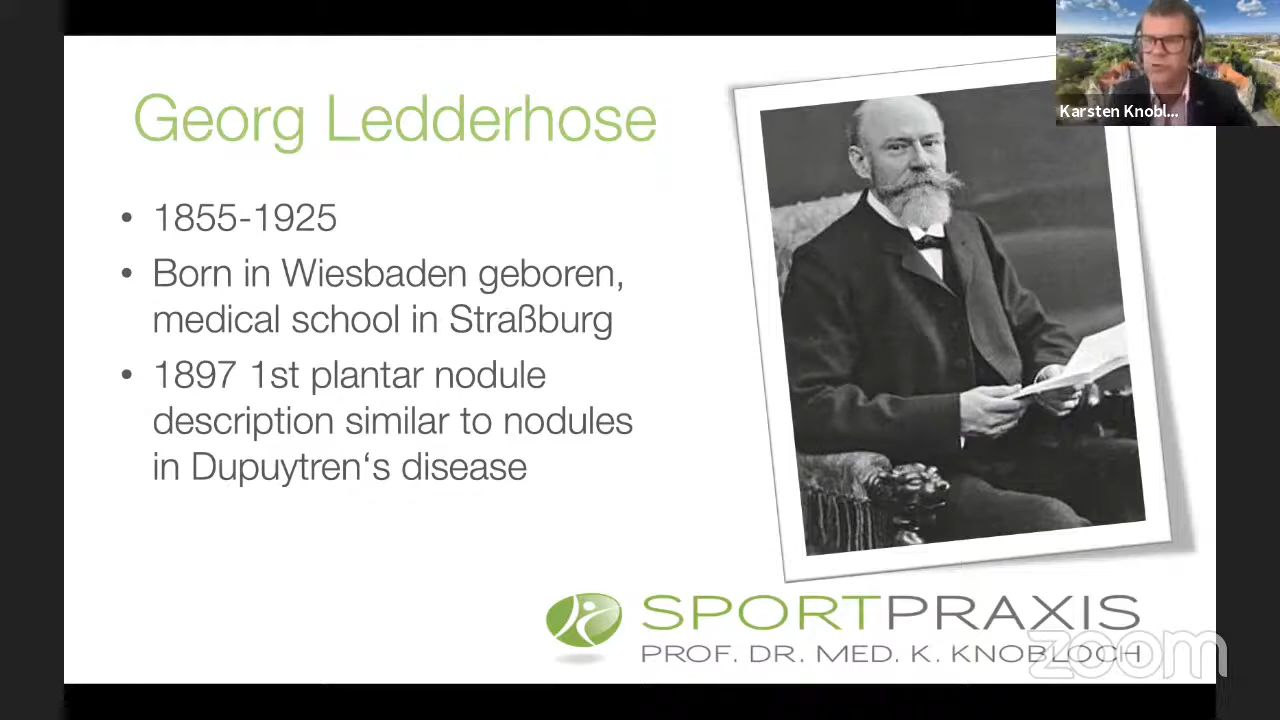 Georg Ledderhose
• 1855-1925
• Born in Wiesbaden geboren,
medical school in Straßburg
• 1897 1st plantar nodule
description similar to nodules
in Dupuytren‘s disease
Karsten Knobl...
SPORTPRAXIS
PROF. DR. MED. K. KNOBLOCH
zoom